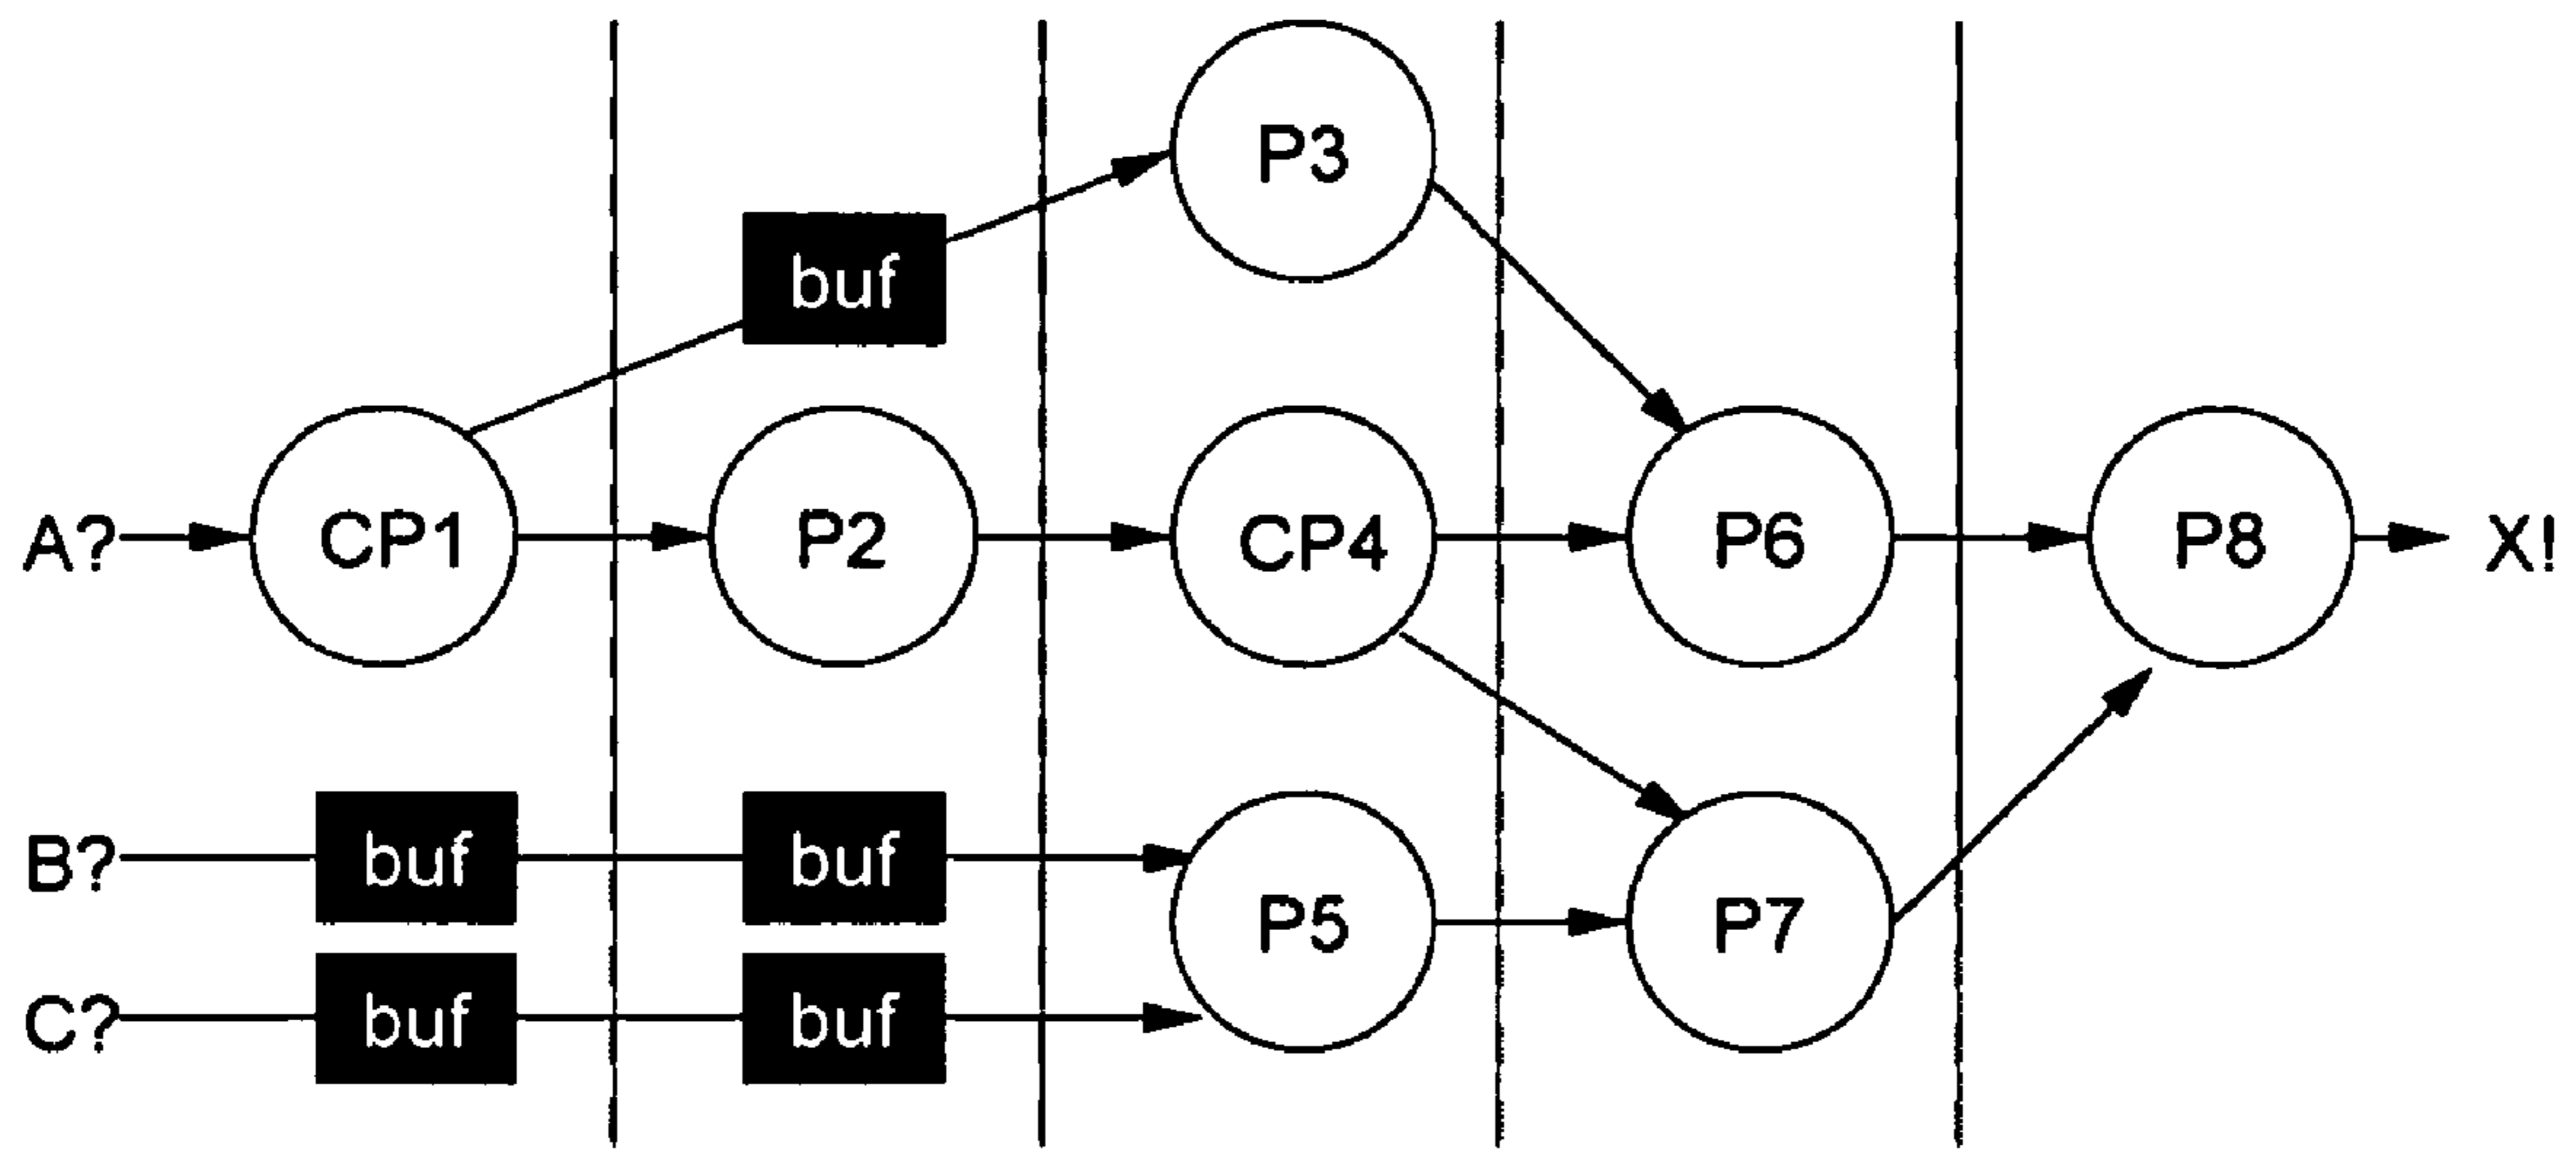 P3
buf
A? CP1 P2 CP4 P6 P8 X!
B? buf buf
P5 P7
C? buf buf